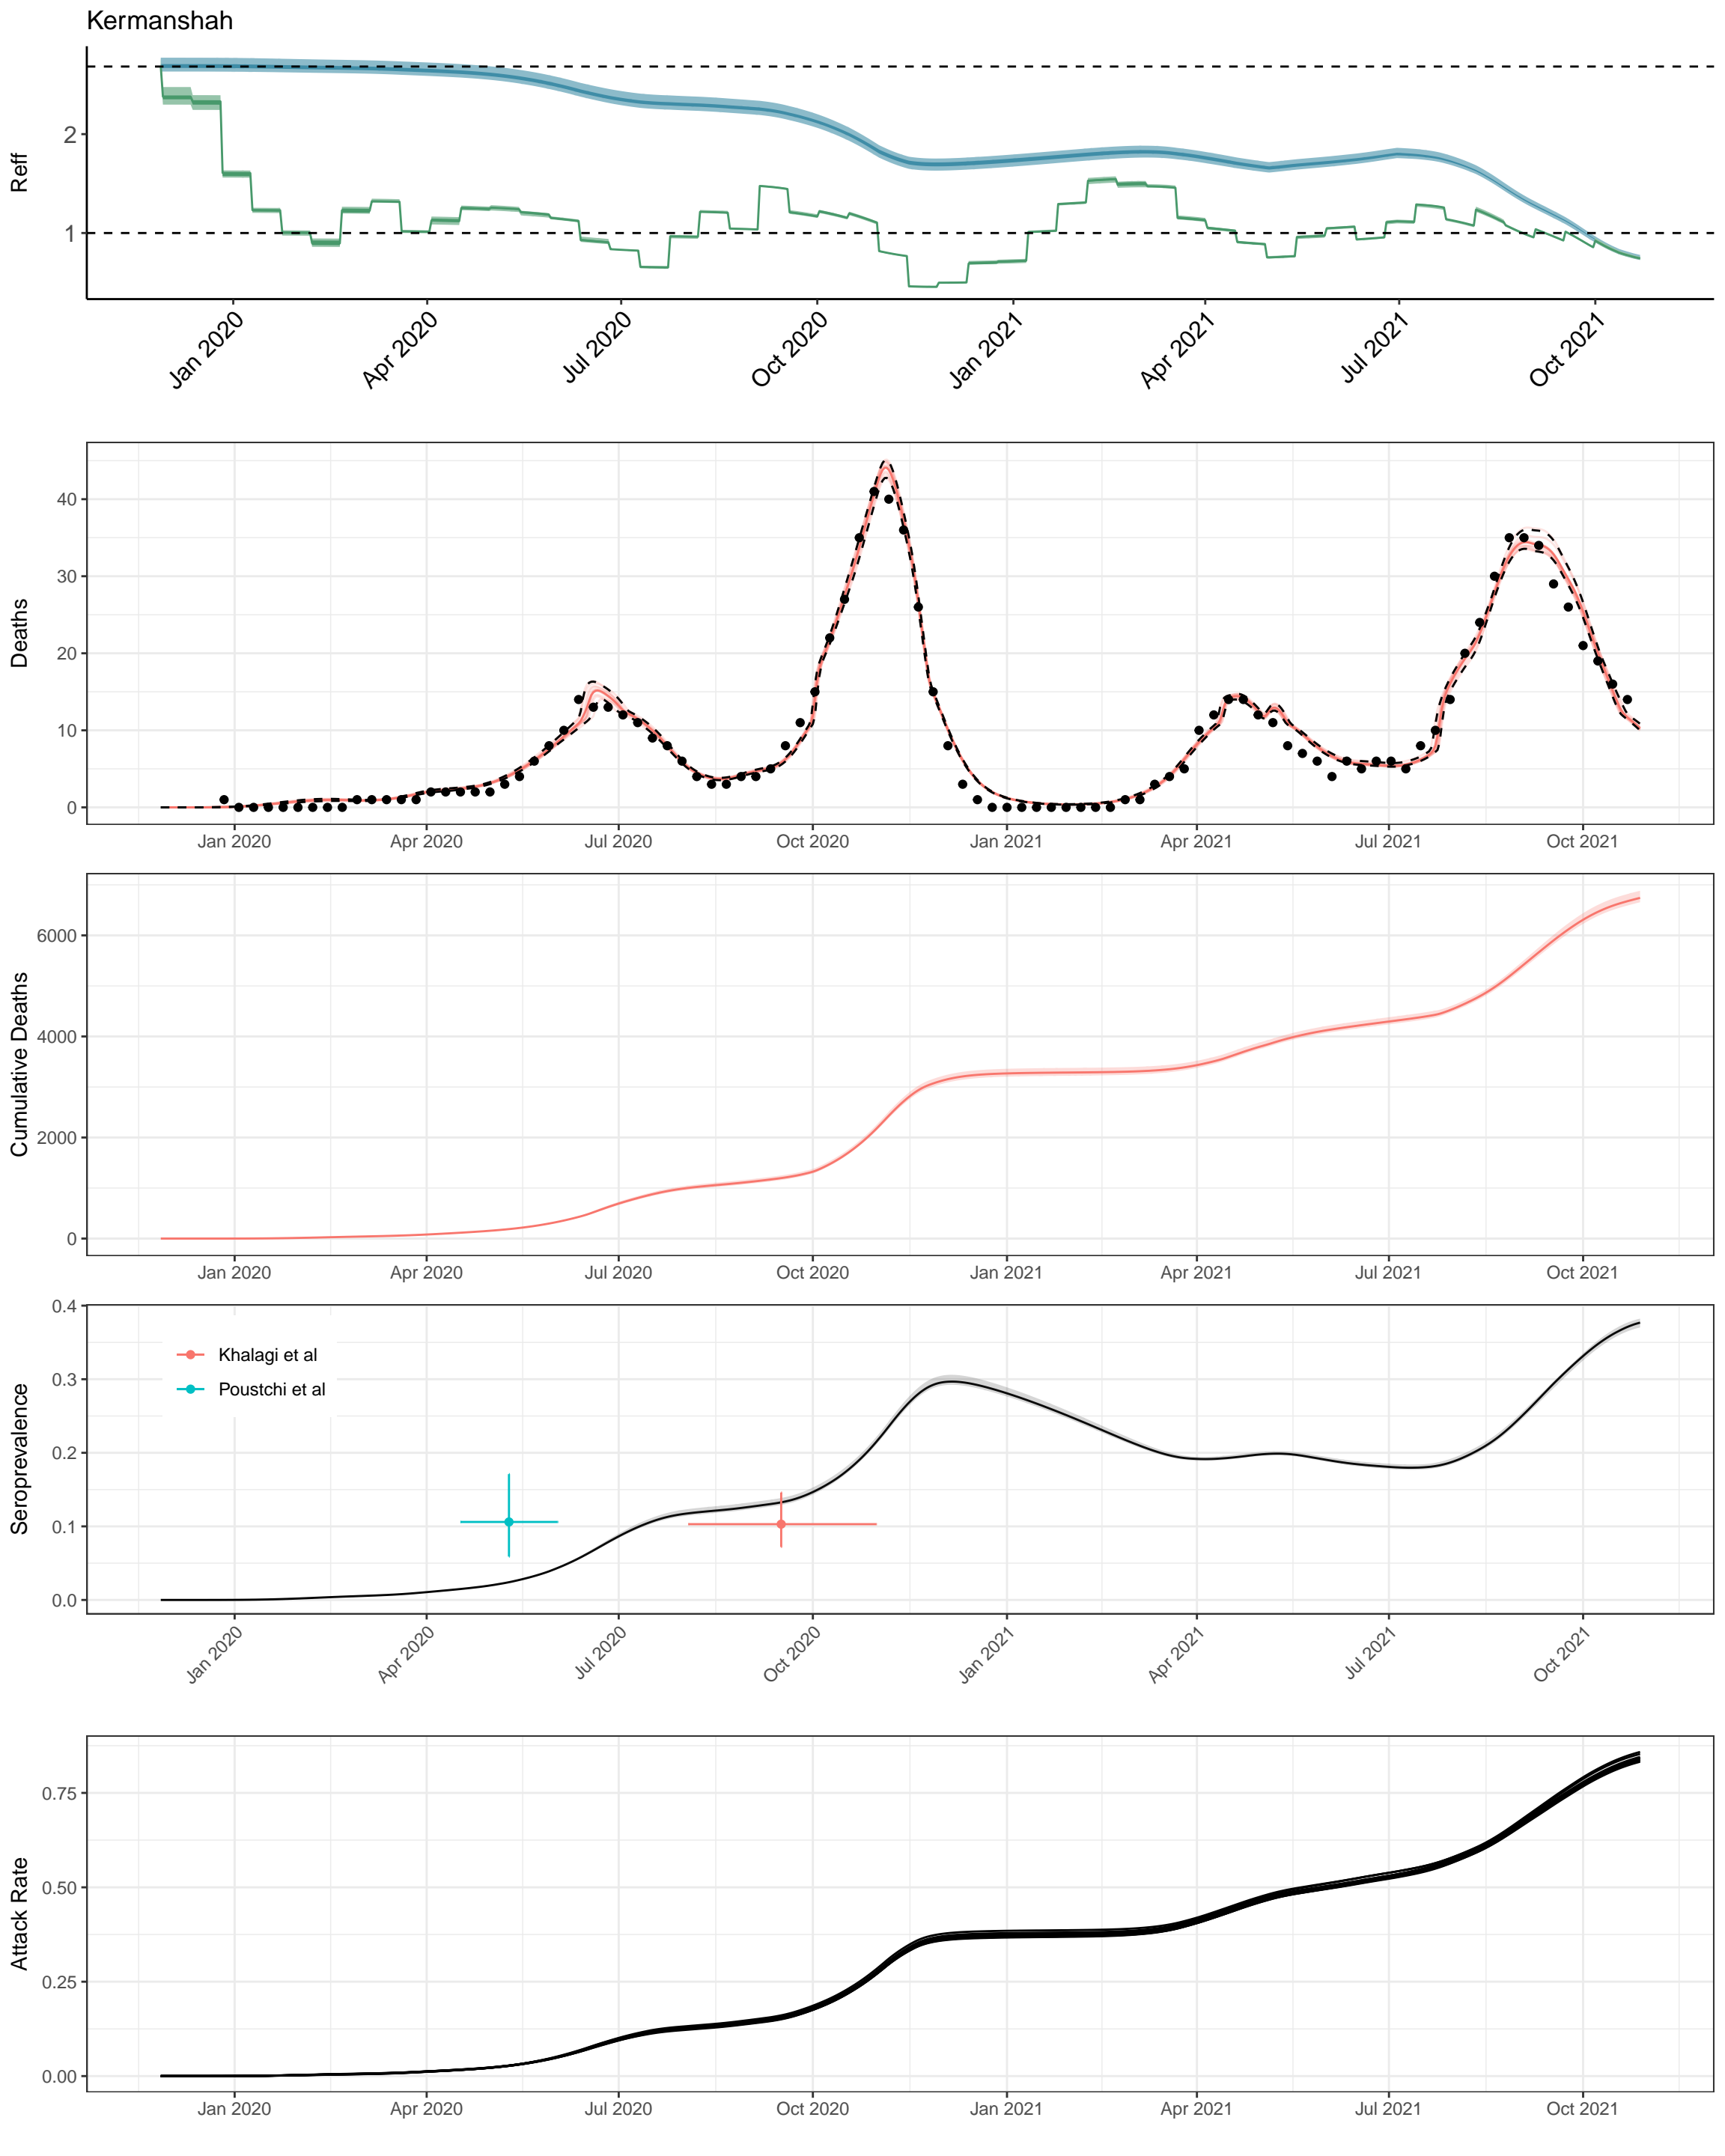 Kermanshah
Reff
2
1
Jan 2020
Apr 2020
Jul 2020
Oct 2020
Jan 2021
Apr 2021
Jul 2021
Oct 2021
Deaths
40
30
20
10
0
Jan 2020
Apr 2020
Jul 2020
Oct 2020
Jan 2021
Apr 2021
Jul 2021
Oct 2021
Cumulative Deaths
6000
4000
2000
0
Jan 2020
Apr 2020
Jul 2020
Oct 2020
Jan 2021
Apr 2021
Jul 2021
Oct 2021
Seroprevalence
0.4
0.3
0.2
0.1
0.0
Khalagi et al
Poustchi et al
Jan 2020
Apr 2020
Jul 2020
Oct 2020
Jan 2021
Apr 2021
Jul 2021
Oct 2021
Attack Rate
0.75
0.50
0.25
0.00
Jan 2020
Apr 2020
Jul 2020
Oct 2020
Jan 2021
Apr 2021
Jul 2021
Oct 2021